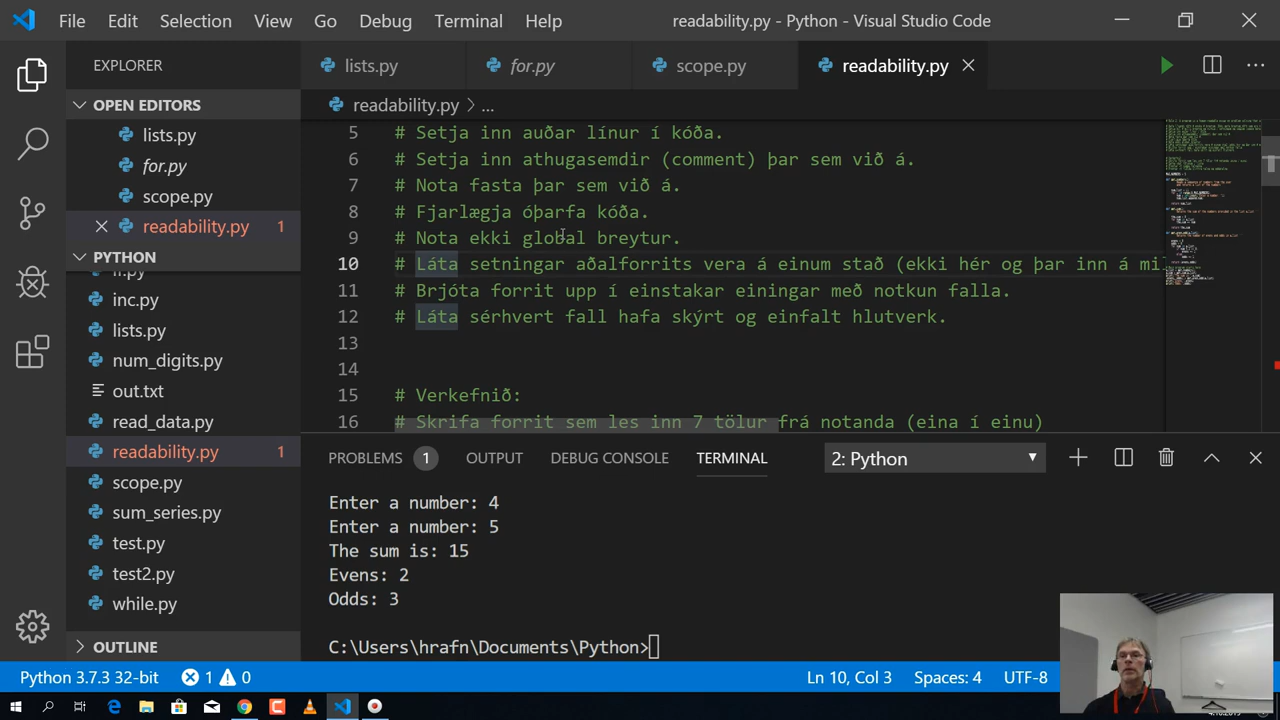 File Edit Selection View Go Debug Terminal Help readability.py - Python - Visual Studio Code
EXPLORER
lists.py for.py scope.py readability.py
OPEN EDITORS
lists.py
for.py
scope.py
readability.py 1
PYTHON
inc.py
lists.py
num_digits.py
out.txt
read_data.py
readability.py 1
scope.py
sum_series.py
test.py
test2.py
while.py
OUTLINE
readability.py > ...
5 # Setja inn auðar línur í kóða.
6 # Setja inn athugasemdir (comment) þar sem við á.
7 # Nota fasta þar sem við á.
8 # Fjarlægja óþarfa kóða.
9 # Nota ekki global breytur.
10 # Láta setningar aðalforrits vera á einum stað (ekki hér og þar inn á mi
11 # Brjóta forrit upp í einstakar einingar með notkun falla.
12 # Láta sérhvert fall hafa skýrt og einfalt hlutverk.
13
14
15 # Verkefnið:
16 # Skrifa forrit sem les inn 7 tölur frá notanda (eina í einu)
PROBLEMS 1 OUTPUT DEBUG CONSOLE TERMINAL 2: Python
Enter a number: 4
Enter a number: 5
The sum is: 15
Evens: 2
Odds: 3
C:\Users\hrafn\Documents\Python>
Python 3.7.3 32-bit 1 0 Ln 10, Col 3 Spaces: 4 UTF-8